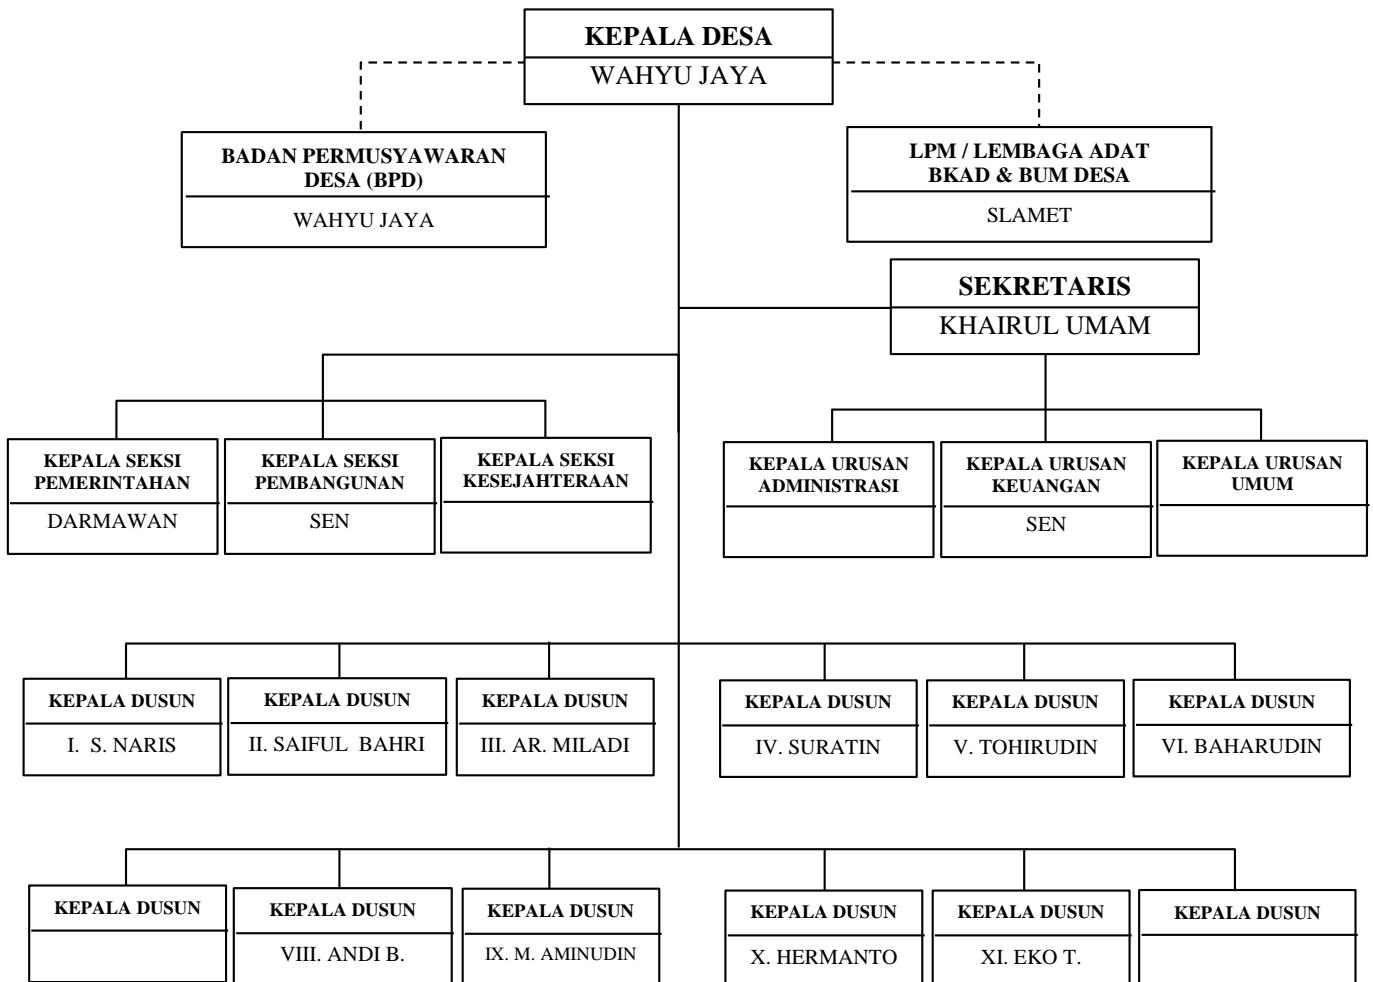 KEPALA DESA
WAHYU JAYA
BADAN PERMUSYAWARAN
DESA (BPD)
WAHYU JAYA
LPM / LEMBAGA ADAT
BKAD & BUM DESA
SLAMET
SEKRETARIS
KHAIRUL UMAM
KEPALA SEKSI
PEMERINTAHAN
DARMAWAN
KEPALA SEKSI
PEMBANGUNAN
SEN
KEPALA SEKSI
KESEJAHTERAAN
KEPALA URUSAN
ADMINISTRASI
KEPALA URUSAN
KEUANGAN
SEN
KEPALA URUSAN
UMUM
KEPALA DUSUN
I. S. NARIS
KEPALA DUSUN
II. SAIFUL BAHRI
KEPALA DUSUN
III. AR. MILADI
KEPALA DUSUN
IV. SURATIN
KEPALA DUSUN
V. TOHIRUDIN
KEPALA DUSUN
VI. BAHARUDIN
KEPALA DUSUN
KEPALA DUSUN
VIII. ANDI B.
KEPALA DUSUN
IX. M. AMINUDIN
KEPALA DUSUN
X. HERMANTO
KEPALA DUSUN
XI. EKO T.
KEPALA DUSUN